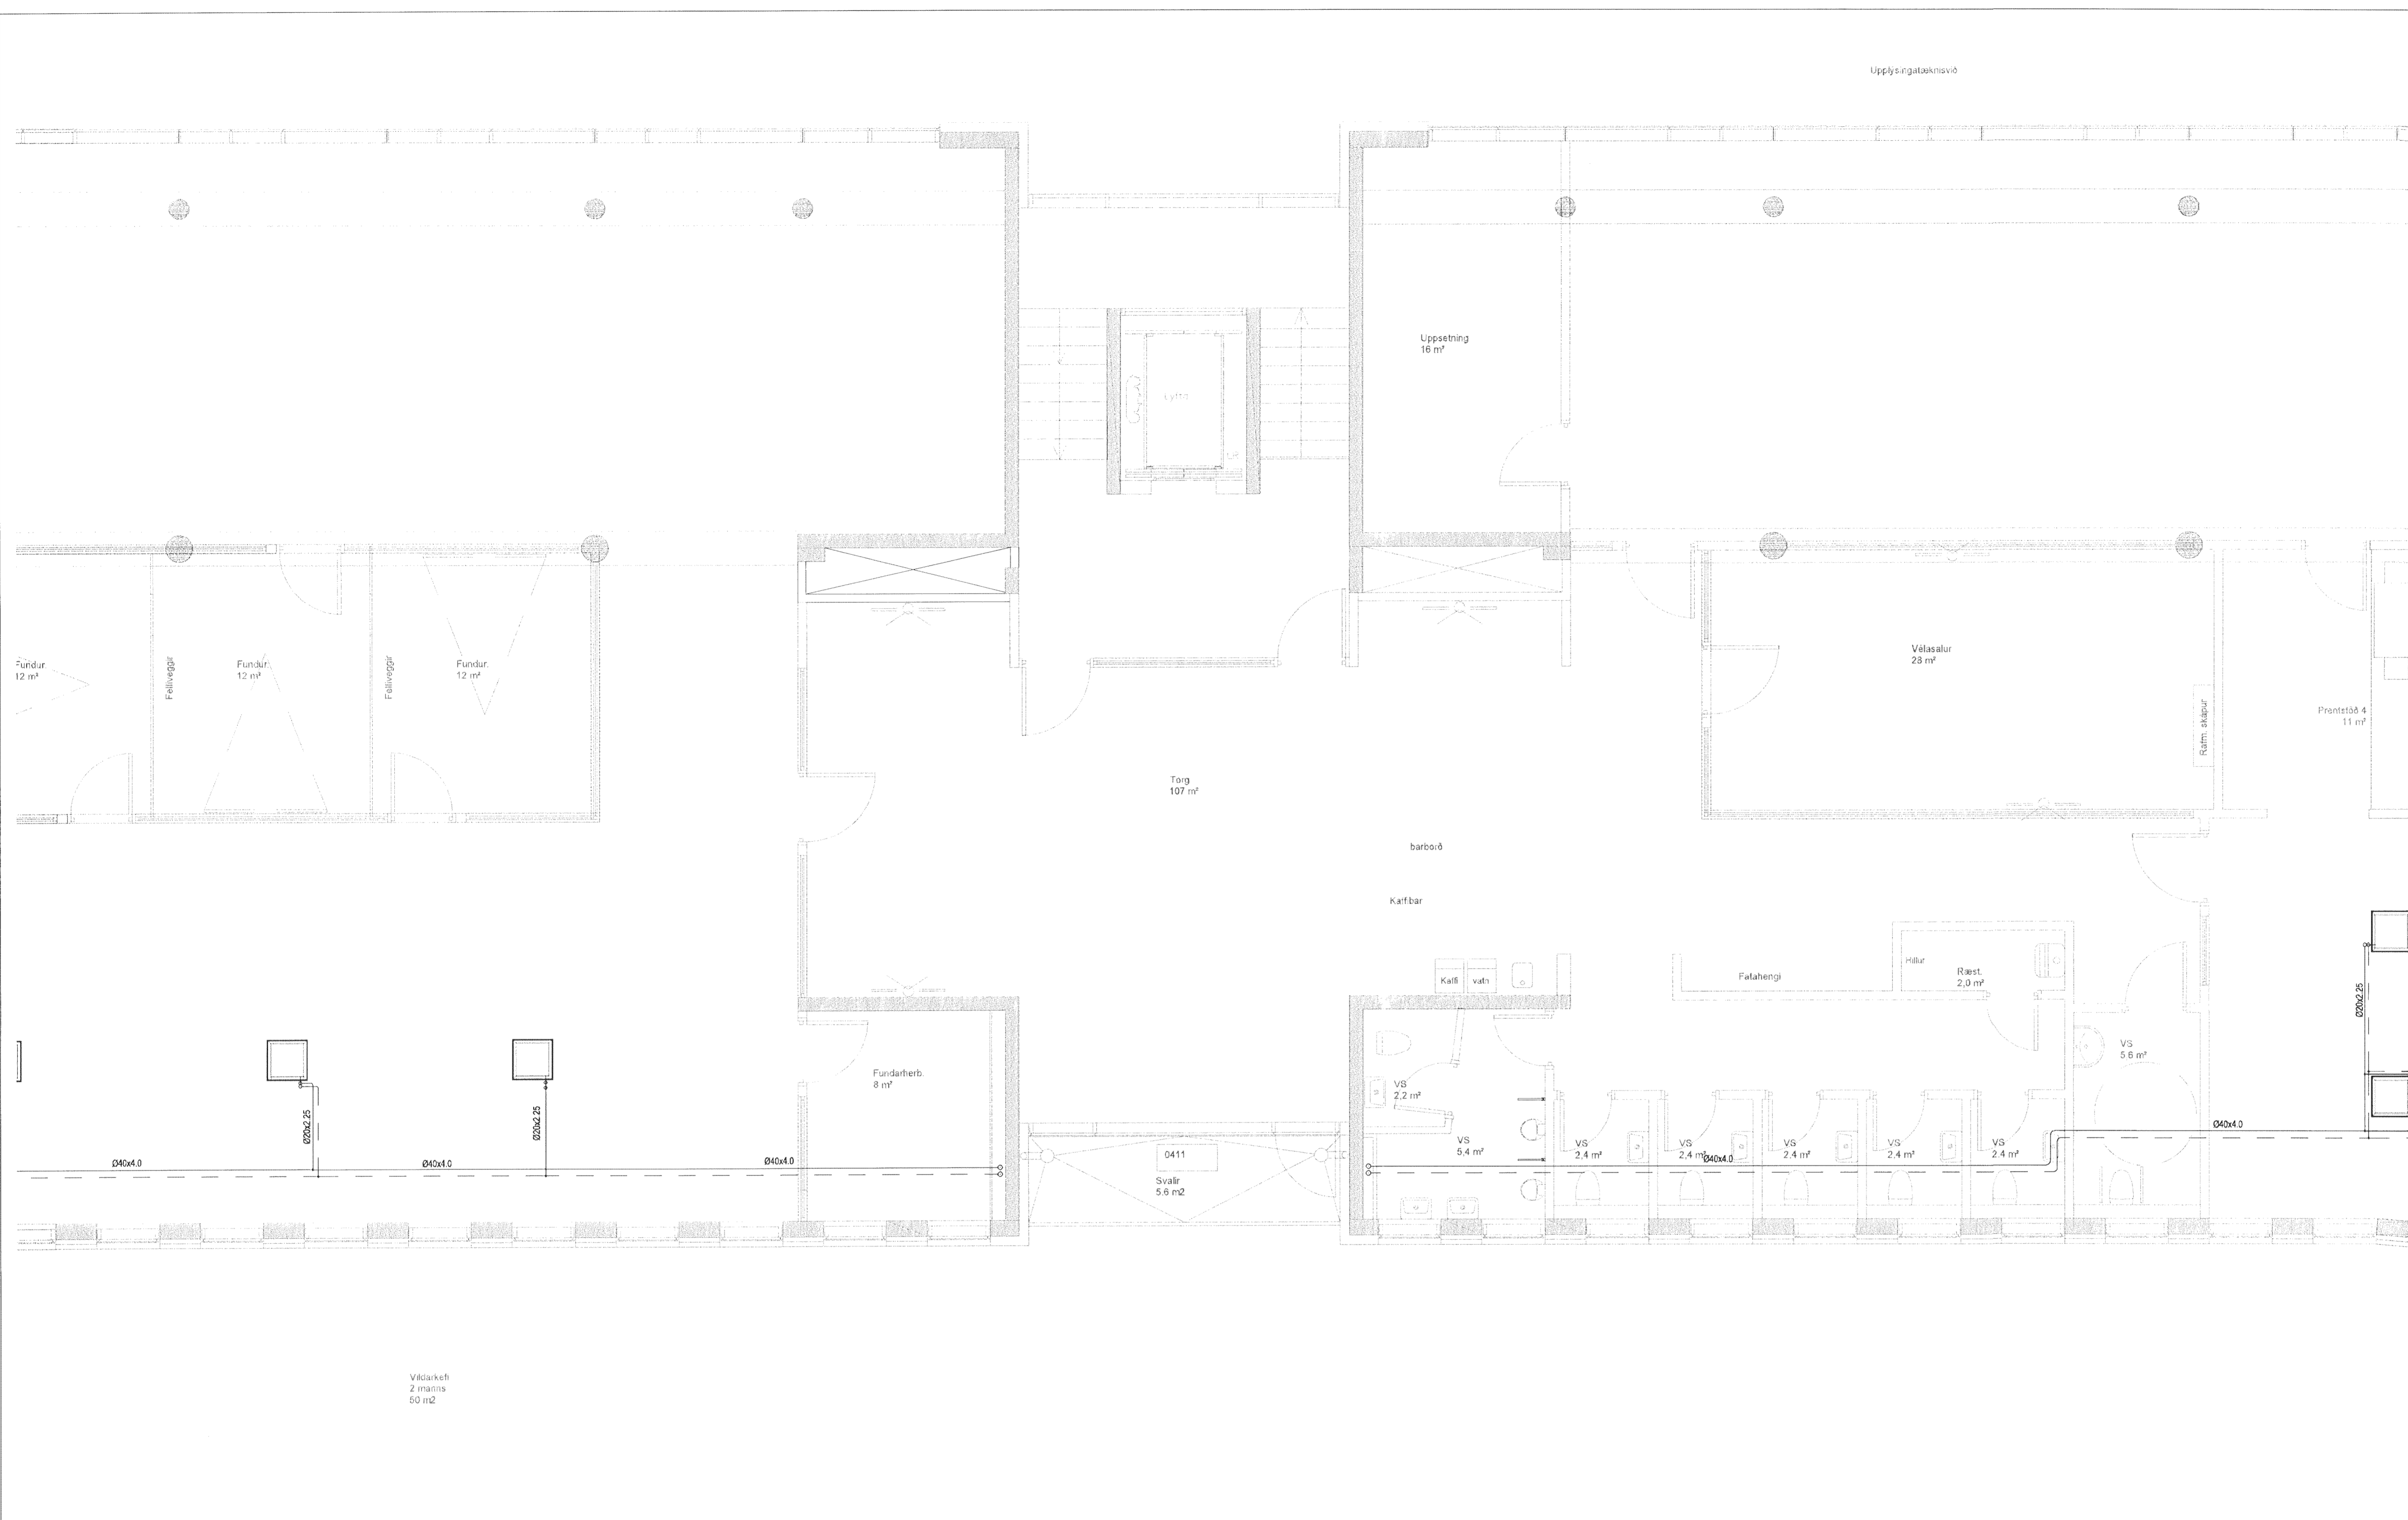 Upplýsingatæknisvið
Uppsetning
16 m²
Lyfta
Fundur.
12 m²
Felliveggir
Fundur.
12 m²
Felliveggir
Fundur.
12 m²
Vélasalur
28 m²
Rafm. skápur
Prentstöð 4
11 m²
Torg
107 m²
barborð
Kaffibar
Kaffi
vatn
Fatahengi
Hillur
Ræst.
2,0 m²
VS
5,6 m²
Ø20x2.25
Fundarherb.
8 m²
VS
2,2 m²
VS
5,4 m²
VS
2,4 m²
VS
2,4 m²
VS
2,4 m²
VS
2,4 m²
VS
2,4 m²
Ø40x4.0
Ø40x4.0
Ø20x2.25
Ø20x2.25
Ø40x4.0
Ø40x4.0
Ø40x4.0
0411
Svalir
5.6 m2
Vildarkefi
2 manns
50 m2